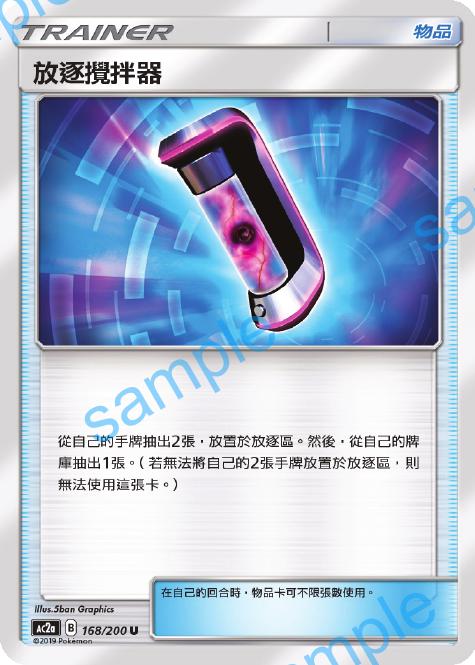 TRAINER
物品
放逐攪拌器
從自己的手牌抽出2張，放置於放逐區。然後，從自己的牌
庫抽出1張。（若無法將自己的2張手牌放置於放逐區，則
無法使用這張卡。）
在自己的回合時，物品卡可不限張數使用。
Illus.5ban Graphics
AC2a B 168/200 U
©2019 Pokémon
sample
sample
sa
sample